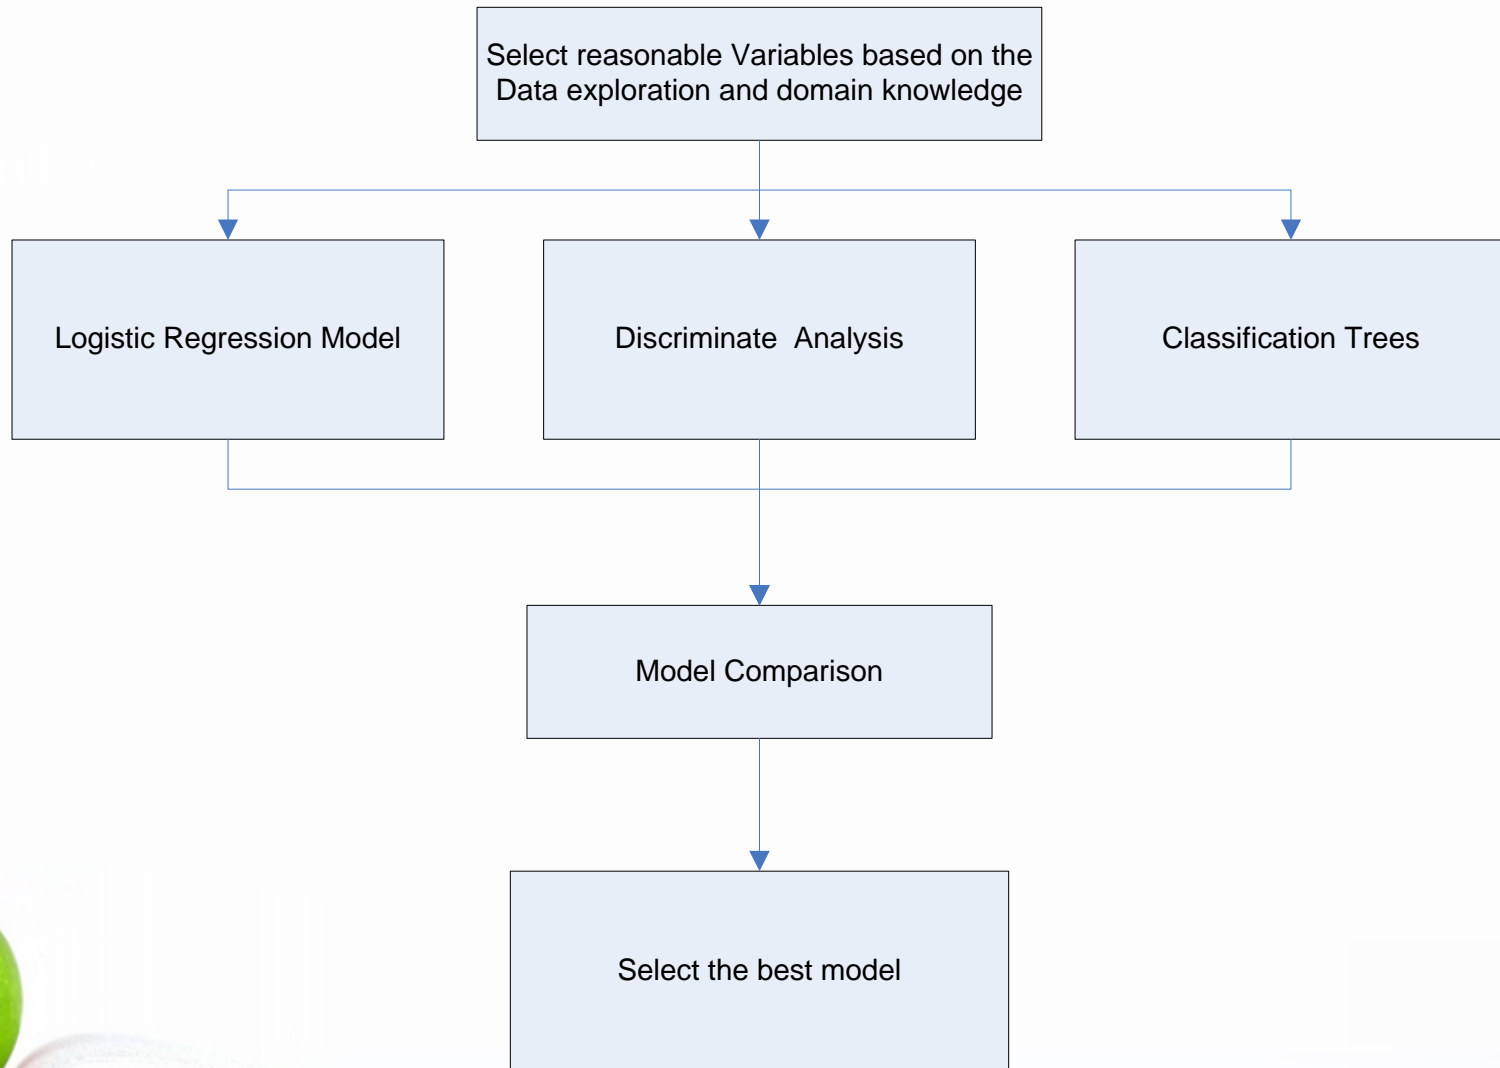 Select reasonable Variables based on the
Data exploration and domain knowledge
Logistic Regression Model
Discriminate  Analysis
Classification Trees
Model Comparison
Select the best model